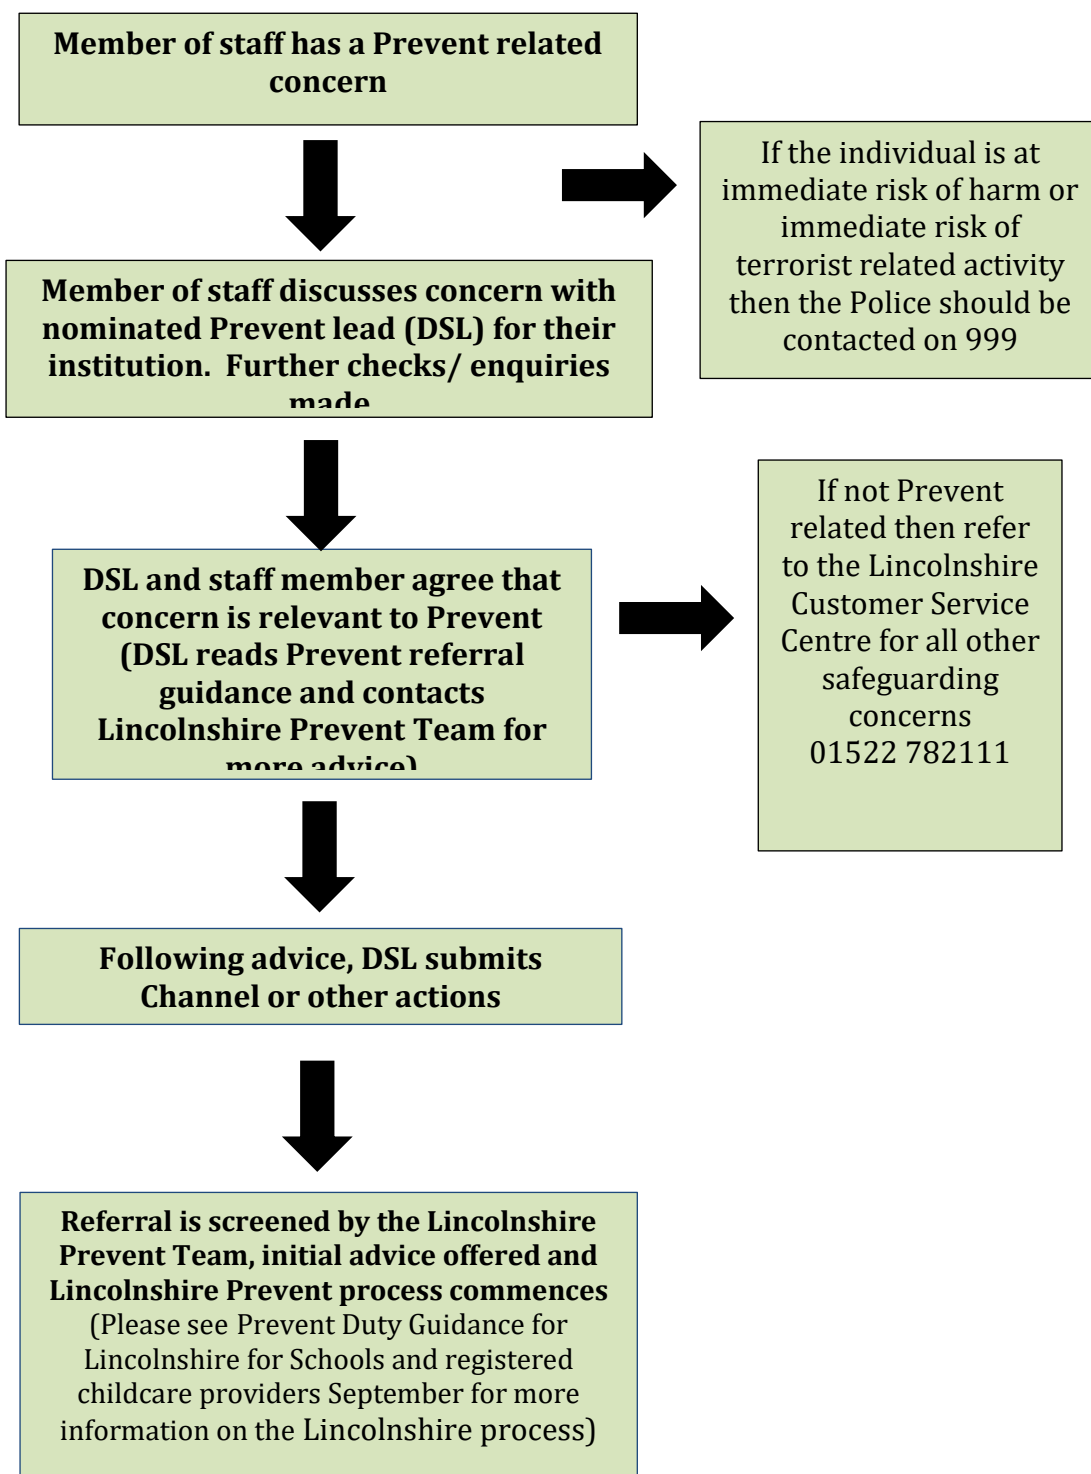 Member of staff has a Prevent related
concern
If the individual is at
immediate risk of harm or
immediate risk of
terrorist related activity
then the Police should be
contacted on 999
Member of staff discusses concern with
nominated Prevent lead (DSL) for their
institution.  Further checks/ enquiries
made
If not Prevent
related then refer
to the Lincolnshire
Customer Service
Centre for all other
safeguarding
concerns
01522 782111
DSL and staff member agree that
concern is relevant to Prevent
(DSL reads Prevent referral
guidance and contacts
Lincolnshire Prevent Team for
more advice)
Following advice, DSL submits
Channel or other actions
Referral is screened by the Lincolnshire
Prevent Team, initial advice offered and
Lincolnshire Prevent process commences
(Please see Prevent Duty Guidance for
Lincolnshire for Schools and registered
childcare providers September for more
information on the Lincolnshire process)